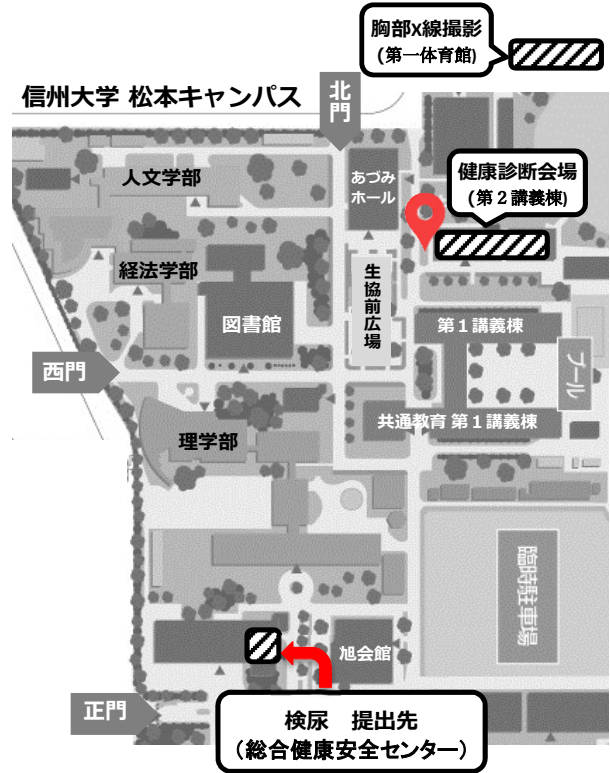 胸部X線撮影
(第一体育館)
信州大学 松本キャンパス
北門
人文学部
あづみ
ホール
健康診断会場
(第２講義棟)
経法学部
図書館
生協前広場
第１講義棟
プール
西門
理学部
共通教育 第１講義棟
臨時駐車場
旭会館
正門
検尿　提出先
（総合健康安全センター）